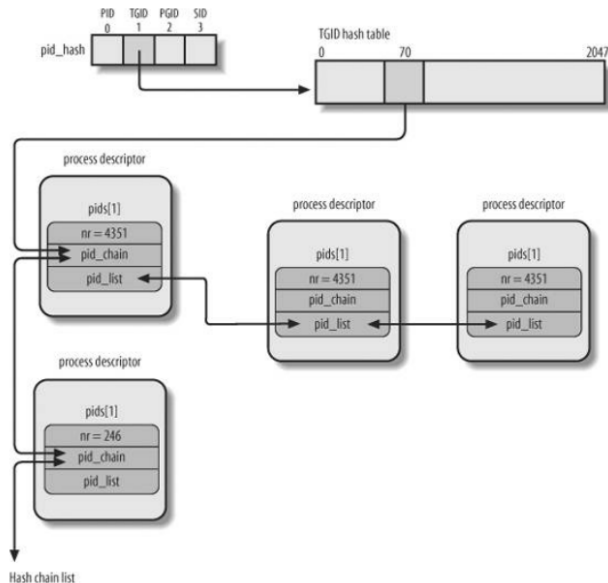 PID TGID PGID SID
0 1 2 3
pid_hash
TGID hash table
0 70 2047
process descriptor
pids[1]
nr = 4351
pid_chain
pid_list
process descriptor
pids[1]
nr = 4351
pid_chain
pid_list
process descriptor
pids[1]
nr = 4351
pid_chain
pid_list
process descriptor
pids[1]
nr = 246
pid_chain
pid_list
Hash chain list